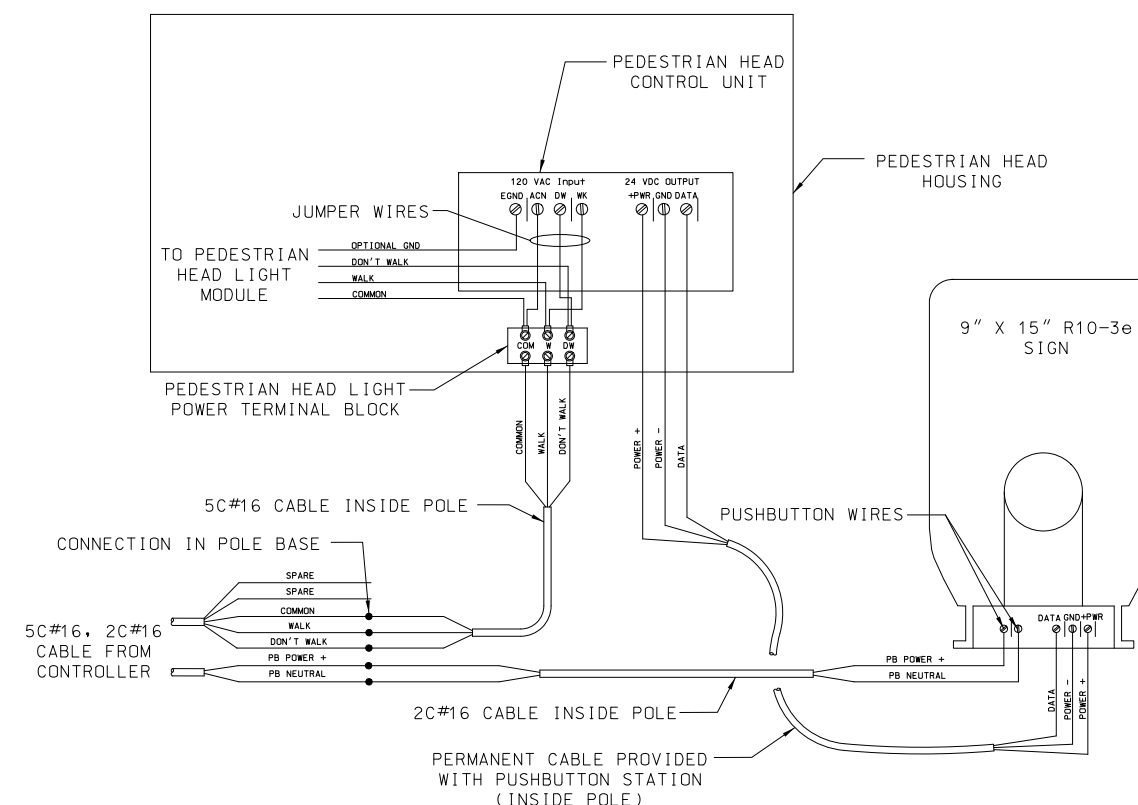 PEDESTRIAN HEAD
CONTROL UNIT
PEDESTRIAN HEAD
HOUSING
120 VAC Input
24 VDC OUTPUT
EGND ACN DW WK
+PWR GND DATA
JUMPER WIRES
TO PEDESTRIAN
HEAD LIGHT
MODULE
OPTIONAL GND
DON'T WALK
WALK
COMMON
COM W DW
9" X 15" R10-3e
SIGN
PEDESTRIAN HEAD LIGHT
POWER TERMINAL BLOCK
COMMON
WALK
DON'T WALK
POWER +
POWER -
DATA
5C#16 CABLE INSIDE POLE
PUSHBUTTON WIRES
CONNECTION IN POLE BASE
SPARE
SPARE
COMMON
WALK
DON'T WALK
PB POWER +
PB NEUTRAL
5C#16, 2C#16
CABLE FROM
CONTROLLER
DATA GND +PWR
PB POWER +
PB NEUTRAL
DATA
POWER -
POWER +
2C#16 CABLE INSIDE POLE
PERMANENT CABLE PROVIDED
WITH PUSHBUTTON STATION
(INSIDE POLE)